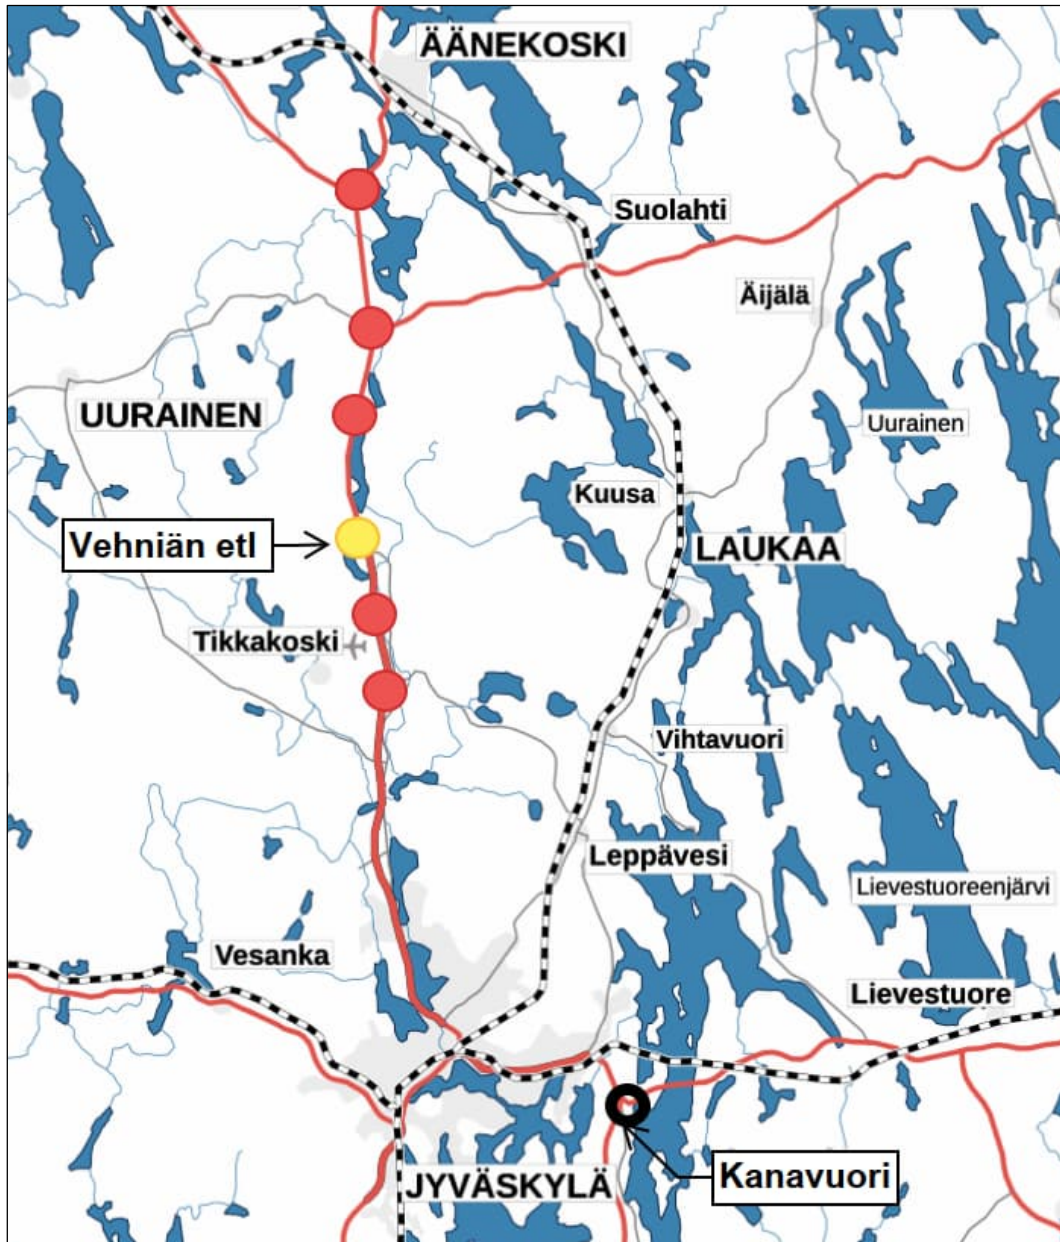 ÄÄNEKOSKI
Suolahti
Äijälä
UURAINEN
Uurainen
Kuusa
Vehniän etl
LAUKAA
Tikkakoski
Vihtavuori
Leppävesi
Lievestuoreenjärvi
Vesanka
Lievestuore
JYVÄSKYLÄ
Kanavuori